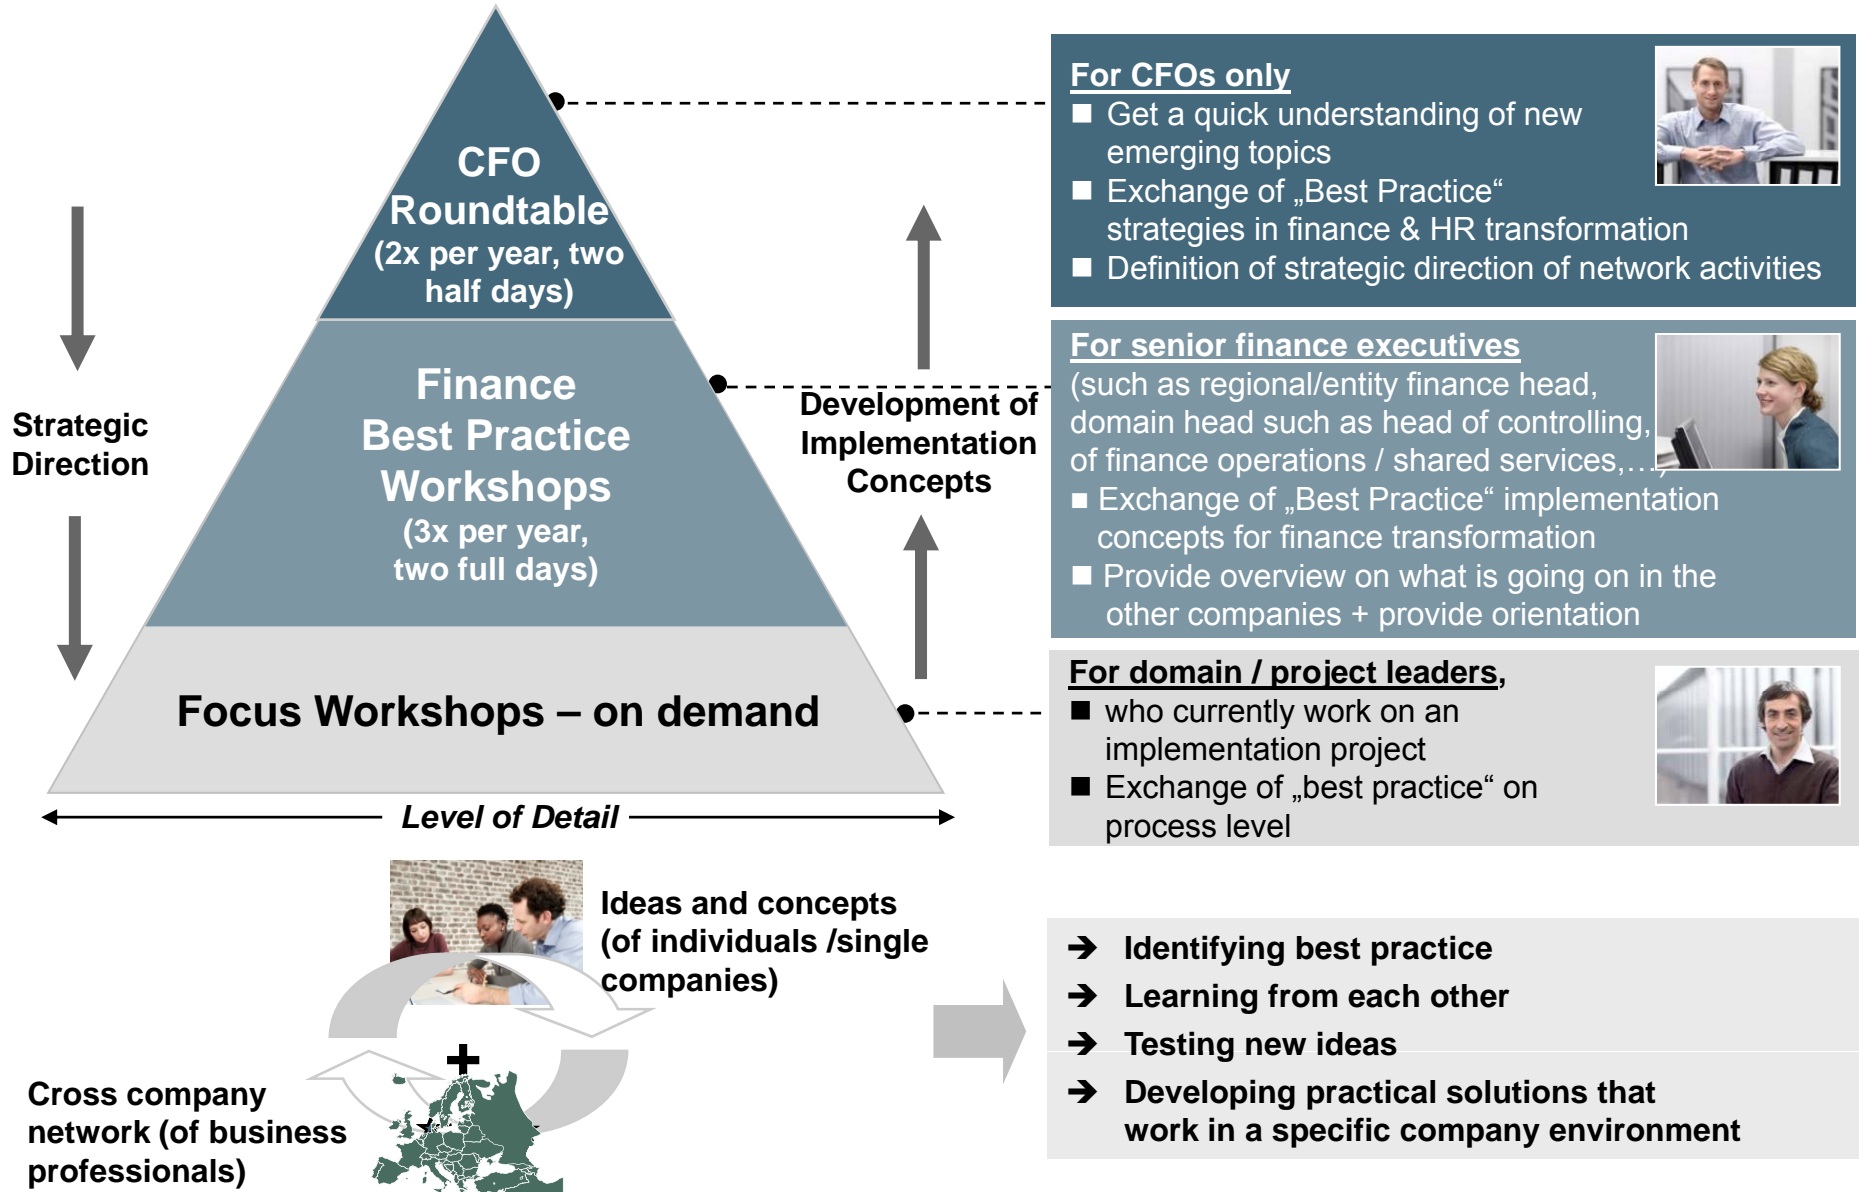 CFO
Roundtable
(2x per year, two
half days)
Finance
Best Practice
Workshops
(3x per year,
two full days)
Focus Workshops – on demand
Level of Detail
Strategic
Direction
Development of
Implementation
Concepts
For CFOs only
■ Get a quick understanding of new
emerging topics
■ Exchange of „Best Practice“
strategies in finance & HR transformation
■ Definition of strategic direction of network activities
For senior finance executives
(such as regional/entity finance head,
domain head such as head of controlling,
of finance operations / shared services,…)
■ Exchange of „Best Practice“ implementation
concepts for finance transformation
■ Provide overview on what is going on in the
other companies + provide orientation
For domain / project leaders,
■ who currently work on an
implementation project
■ Exchange of „best practice“ on
process level
Ideas and concepts
(of individuals /single
companies)
+
Cross company
network (of business
professionals)
➔ Identifying best practice
➔ Learning from each other
➔ Testing new ideas
➔ Developing practical solutions that
work in a specific company environment